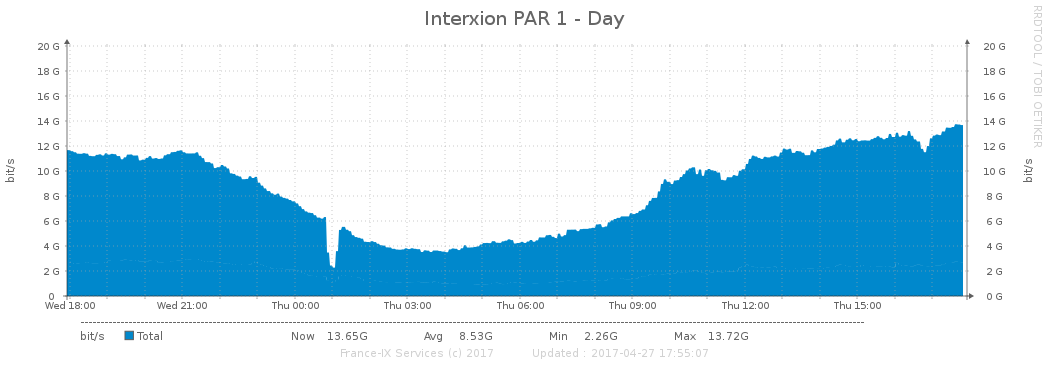 Interxion PAR 1 - Day
RRDTOOL / TOBI OETIKER
20 G 20 G
18 G 18 G
16 G 16 G
14 G 14 G
12 G 12 G
10 G 10 G
8 G 8 G
6 G 6 G
4 G 4 G
2 G 2 G
0 0 G
bit/s bit/s
Wed 18:00 Wed 21:00 Thu 00:00 Thu 03:00 Thu 06:00 Thu 09:00 Thu 12:00 Thu 15:00
bit/s Total Now 13.65G Avg 8.53G Min 2.26G Max 13.72G
France-IX Services (c) 2017 Updated : 2017-04-27 17:55:07